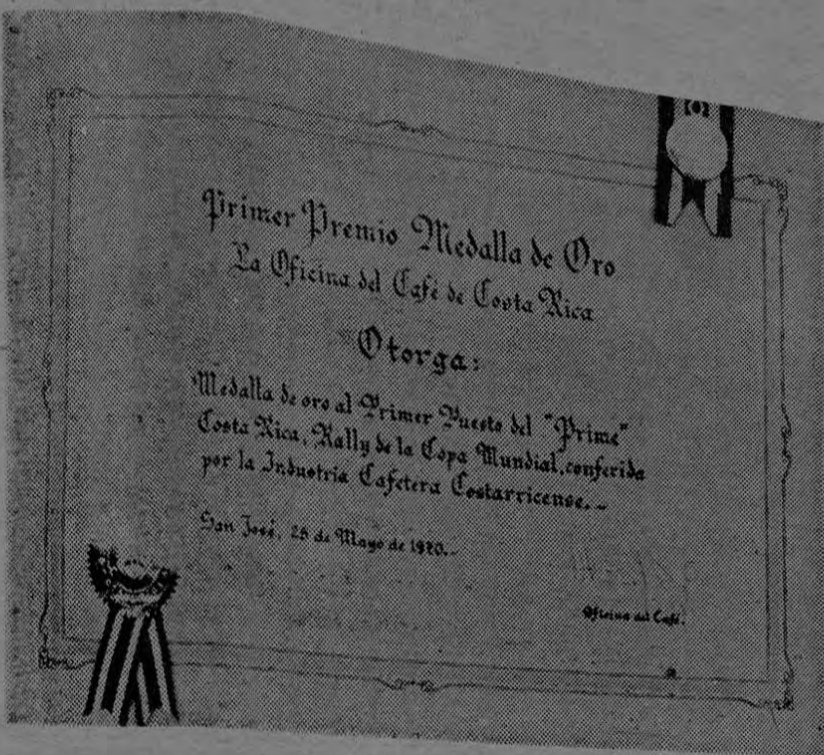 Primer Premio Medalla de Oro
La Oficina del Café de Costa Rica
Otorga:
Medalla de oro al Primer Puesto del "Prime"
Costa Rica, Rally de la Copa Mundial, conferida
por la Industria Cafetera Costarricense.-
San José, 25 de Mayo de 1970.-
Oficina del Café.